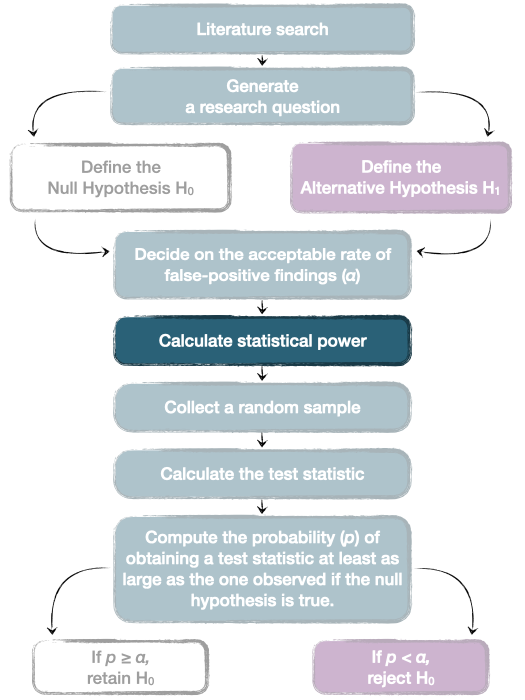 Literature search
Generate
a research question
Define the
Null Hypothesis H₀
Define the
Alternative Hypothesis H₁
Decide on the acceptable rate of
false-positive findings (α)
Calculate statistical power
Collect a random sample
Calculate the test statistic
Compute the probability (p) of
obtaining a test statistic at least as
large as the one observed if the null
hypothesis is true.
If p ≥ α,
retain H₀
If p < α,
reject H₀